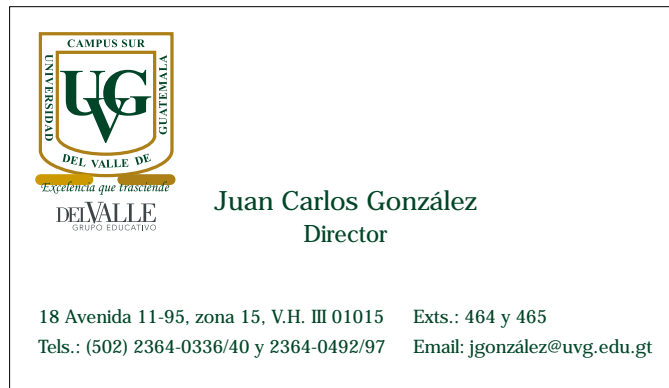 CAMPUS SUR
UNIVERSIDAD
DEL VALLE DE
GUATEMALA
UVG
Excelencia que trasciende
DELVALLE
GRUPO EDUCATIVO
Juan Carlos González
Director
18 Avenida 11-95, zona 15, V.H. III 01015 Exts.: 464 y 465
Tels.: (502) 2364-0336/40 y 2364-0492/97 Email: jgonzález@uvg.edu.gt